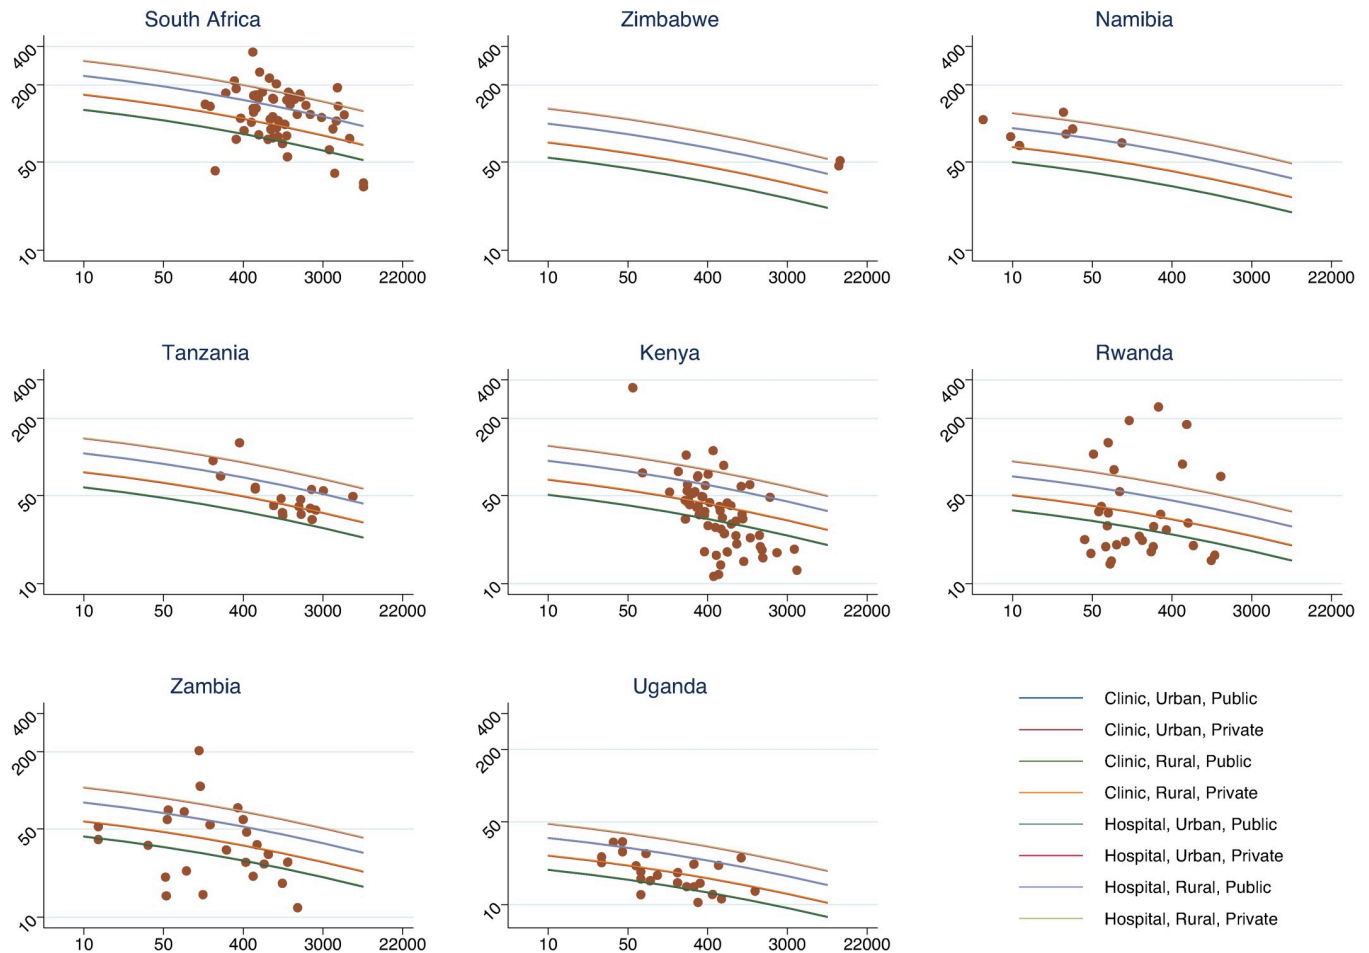 South Africa
Zimbabwe
Namibia
400
200
50
10
10 50 400 3000 22000
400
200
50
10
10 50 400 3000 22000
400
200
50
10
10 50 400 3000 22000
Tanzania
Kenya
Rwanda
400
200
50
10
10 50 400 3000 22000
400
200
50
10
10 50 400 3000 22000
400
200
50
10
10 50 400 3000 22000
Zambia
Uganda
400
200
50
10
10 50 400 3000 22000
400
200
50
10
10 50 400 3000 22000
Clinic, Urban, Public
Clinic, Urban, Private
Clinic, Rural, Public
Clinic, Rural, Private
Hospital, Urban, Public
Hospital, Urban, Private
Hospital, Rural, Public
Hospital, Rural, Private